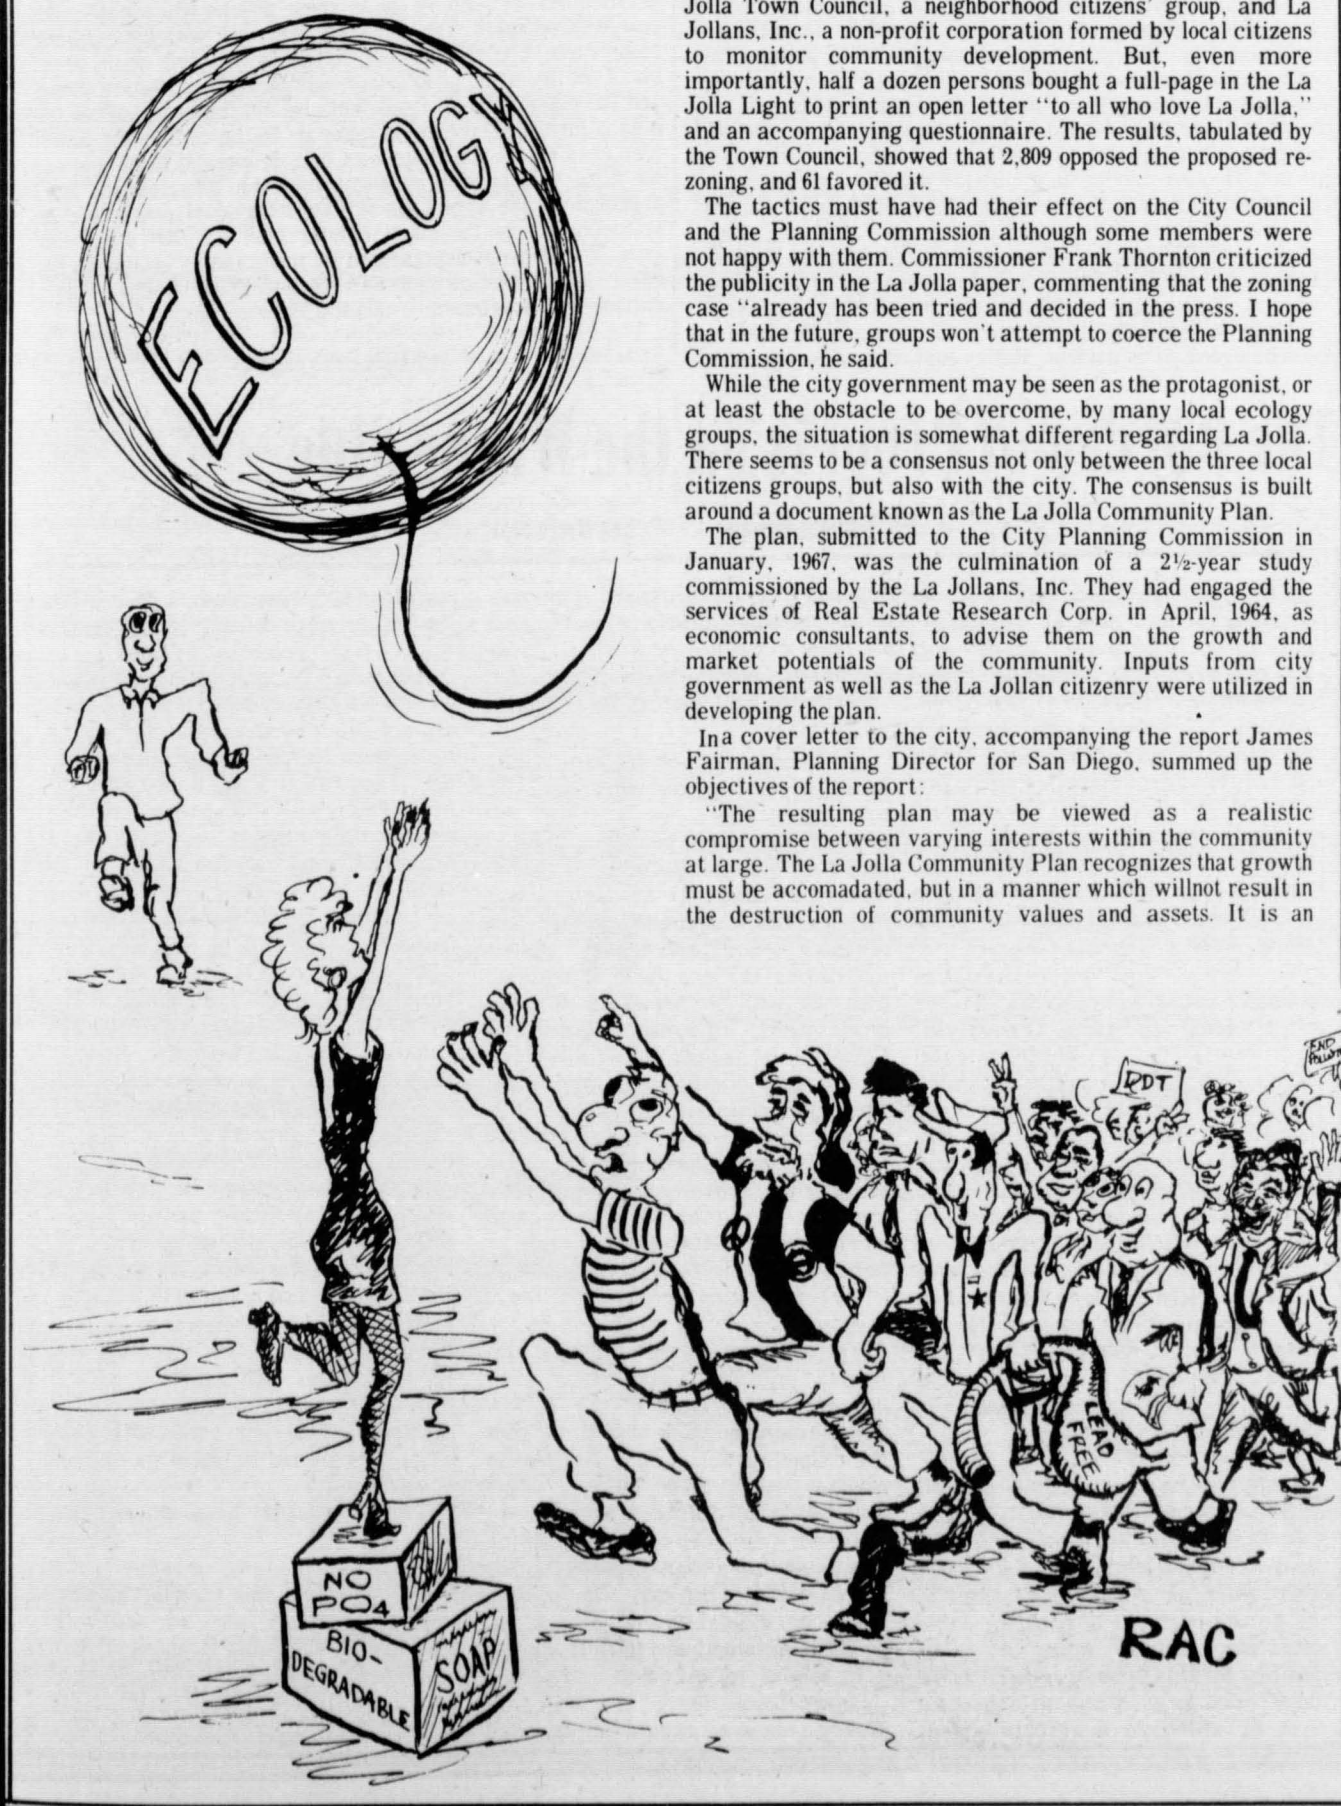 Jolla Town Council, a neighborhood citizens' group, and La
Jollans, Inc., a non-profit corporation formed by local citizens
to monitor community development. But, even more
importantly, half a dozen persons bought a full-page in the La
Jolla Light to print an open letter "to all who love La Jolla,"
and an accompanying questionnaire. The results, tabulated by
the Town Council, showed that 2,809 opposed the proposed re-
zoning, and 61 favored it.
The tactics must have had their effect on the City Council
and the Planning Commission although some members were
not happy with them. Commissioner Frank Thornton criticized
the publicity in the La Jolla paper, commenting that the zoning
case "already has been tried and decided in the press. I hope
that in the future, groups won't attempt to coerce the Planning
Commission, he said.
While the city government may be seen as the protagonist, or
at least the obstacle to be overcome, by many local ecology
groups, the situation is somewhat different regarding La Jolla.
There seems to be a consensus not only between the three local
citizens groups, but also with the city. The consensus is built
around a document known as the La Jolla Community Plan.
The plan, submitted to the City Planning Commission in
January, 1967, was the culmination of a 2½-year study
commissioned by the La Jollans, Inc. They had engaged the
services of Real Estate Research Corp. in April, 1964, as
economic consultants, to advise them on the growth and
market potentials of the community. Inputs from city
government as well as the La Jollan citizenry were utilized in
developing the plan.
Ina cover letter to the city, accompanying the report James
Fairman, Planning Director for San Diego, summed up the
objectives of the report:
"The resulting plan may be viewed as a realistic
compromise between varying interests within the community
at large. The La Jolla Community Plan recognizes that growth
must be accomadated, but in a manner which willnot result in
the destruction of community values and assets. It is an
ECOLOGY
END
DDT
LEAD
FREE
$
NO
PO4
BIO-
DEGRADABLE
SOAP
RAC